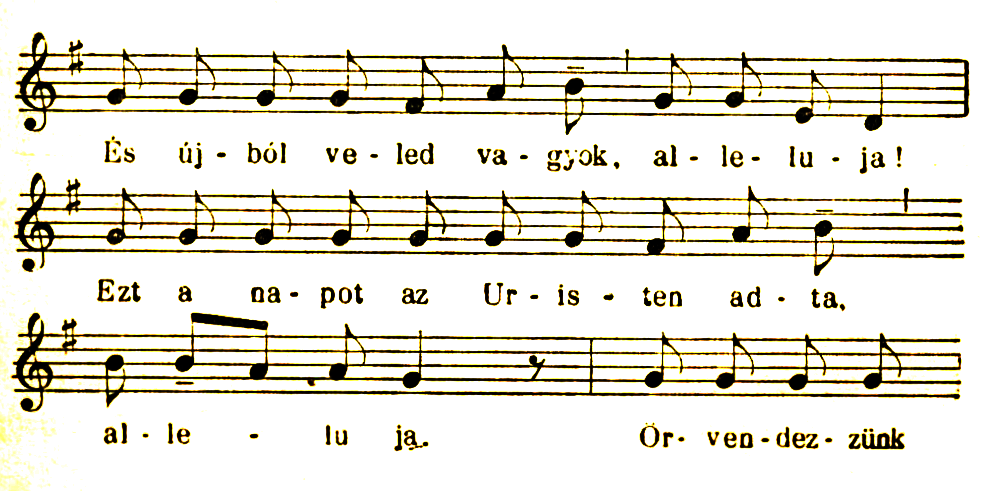 És új - ból ve - led va - gyok, al - le - lu - ja!
Ezt a na - pot az Ur - is - ten ad - ta,
al - le - lu ja. Ör - ven - dez - zünk